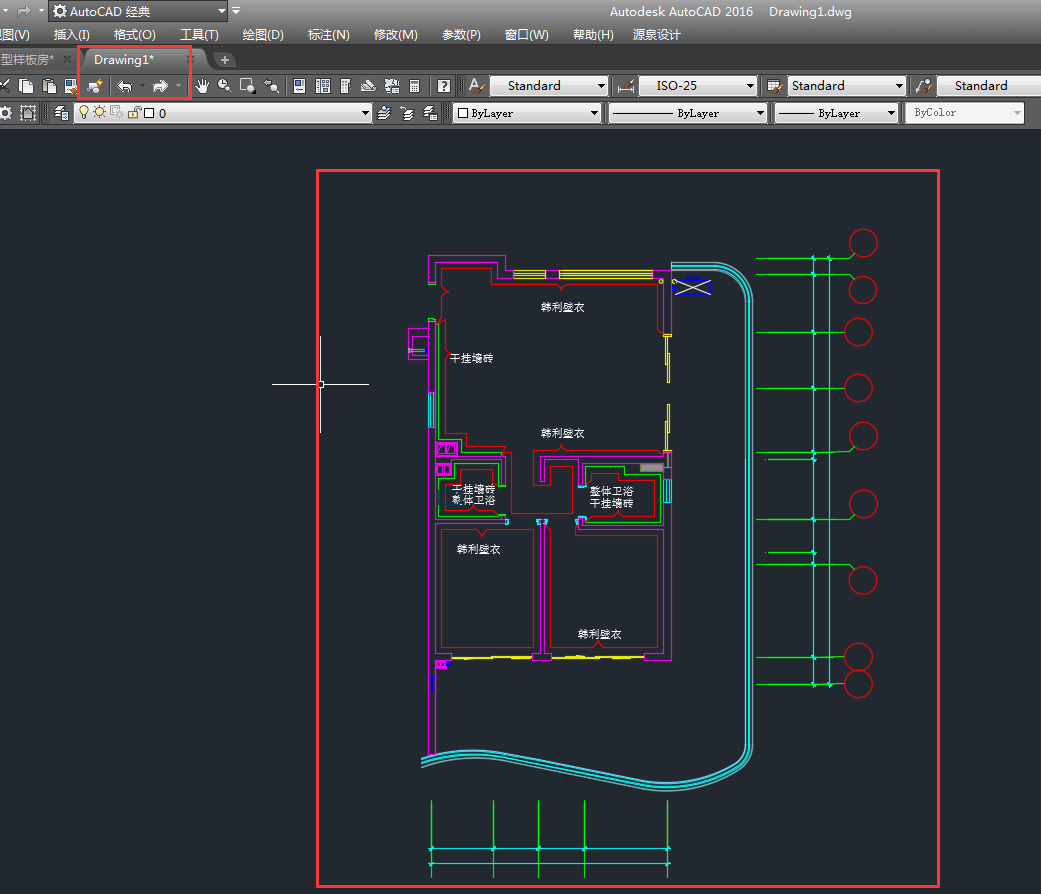 AutoCAD 经典
Autodesk AutoCAD 2016 Drawing1.dwg
图(V) 插入(I) 格式(O) 工具(T) 绘图(D) 标注(N) 修改(M) 参数(P) 窗口(W) 帮助(H) 源泉设计
型样板房* Drawing1*
Standard ISO-25 Standard Standard
0 ByLayer ByLayer ByLayer ByColor
韩利壁衣
干挂墙砖
韩利壁衣
干挂墙砖
整体卫浴
整体卫浴
干挂墙砖
韩利壁衣
韩利壁衣